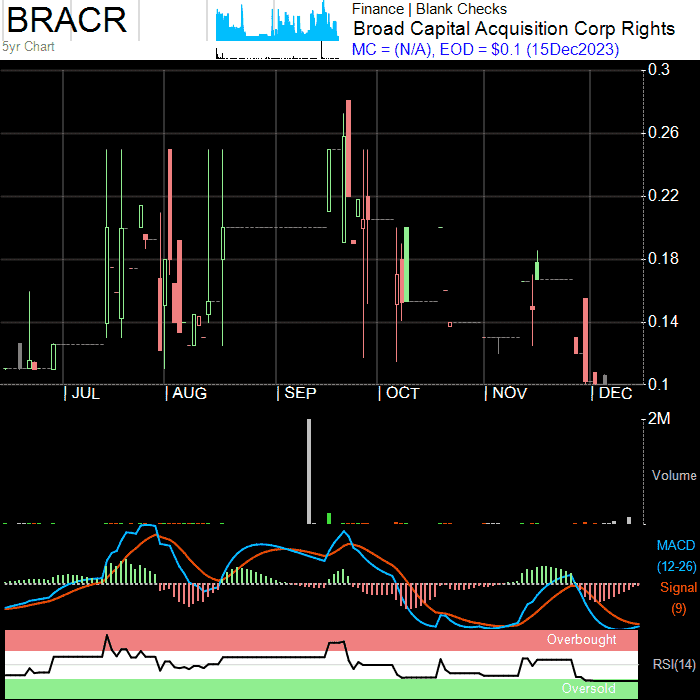 BRACR
5yr Chart
Finance | Blank Checks
Broad Capital Acquisition Corp Rights
MC = (N/A), EOD = $0.1 (15Dec2023)
0.3
0.26
0.22
0.18
0.14
0.1
| JUL | AUG | SEP | OCT | NOV | DEC
2M
Volume
MACD
(12-26)
Signal
(9)
Overbought
RSI(14)
Oversold